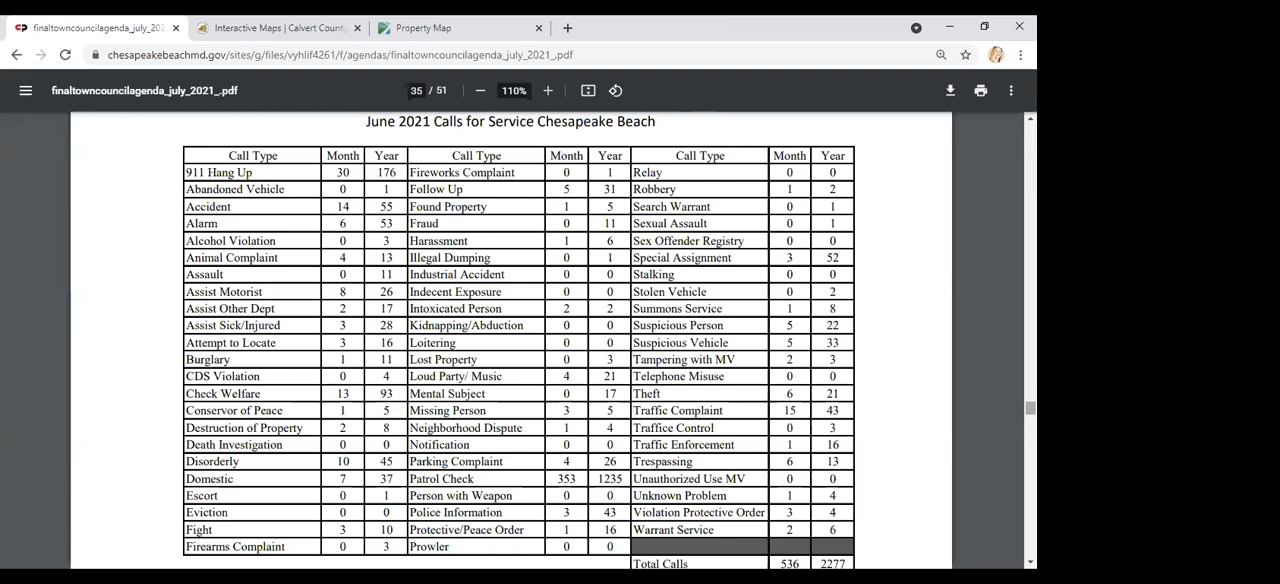 finaltowncouncilagenda_july_202
Interactive Maps | Calvert County
Property Map
chesapeakebeachmd.gov/sites/g/files/vyhlif4261/f/agendas/finaltowncouncilagenda_july_2021_.pdf
finaltowncouncilagenda_july_2021_.pdf 35 / 51 110%
June 2021 Calls for Service Chesapeake Beach
Call Type Month Year Call Type Month Year Call Type Month Year
911 Hang Up 30 176 Fireworks Complaint 0 1 Relay 0 0
Abandoned Vehicle 0 1 Follow Up 5 31 Robbery 1 2
Accident 14 55 Found Property 1 5 Search Warrant 0 1
Alarm 6 53 Fraud 0 11 Sexual Assault 0 1
Alcohol Violation 0 3 Harassment 1 6 Sex Offender Registry 0 0
Animal Complaint 4 13 Illegal Dumping 0 1 Special Assignment 3 52
Assault 0 11 Industrial Accident 0 0 Stalking 0 0
Assist Motorist 8 26 Indecent Exposure 0 0 Stolen Vehicle 0 2
Assist Other Dept 2 17 Intoxicated Person 2 2 Summons Service 1 8
Assist Sick/Injured 3 28 Kidnapping/Abduction 0 0 Suspicious Person 5 22
Attempt to Locate 3 16 Loitering 0 0 Suspicious Vehicle 5 33
Burglary 1 11 Lost Property 0 3 Tampering with MV 2 3
CDS Violation 0 4 Loud Party/ Music 4 21 Telephone Misuse 0 0
Check Welfare 13 93 Mental Subject 0 17 Theft 6 21
Conservor of Peace 1 5 Missing Person 3 5 Traffic Complaint 15 43
Destruction of Property 2 8 Neighborhood Dispute 1 4 Traffice Control 0 3
Death Investigation 0 0 Notification 0 0 Traffic Enforcement 1 16
Disorderly 10 45 Parking Complaint 4 26 Trespassing 6 13
Domestic 7 37 Patrol Check 353 1235 Unauthorized Use MV 0 0
Escort 0 1 Person with Weapon 0 0 Unknown Problem 1 4
Eviction 0 0 Police Information 3 43 Violation Protective Order 3 4
Fight 3 10 Protective/Peace Order 1 16 Warrant Service 2 6
Firearms Complaint 0 3 Prowler 0 0
Total Calls 536 2277